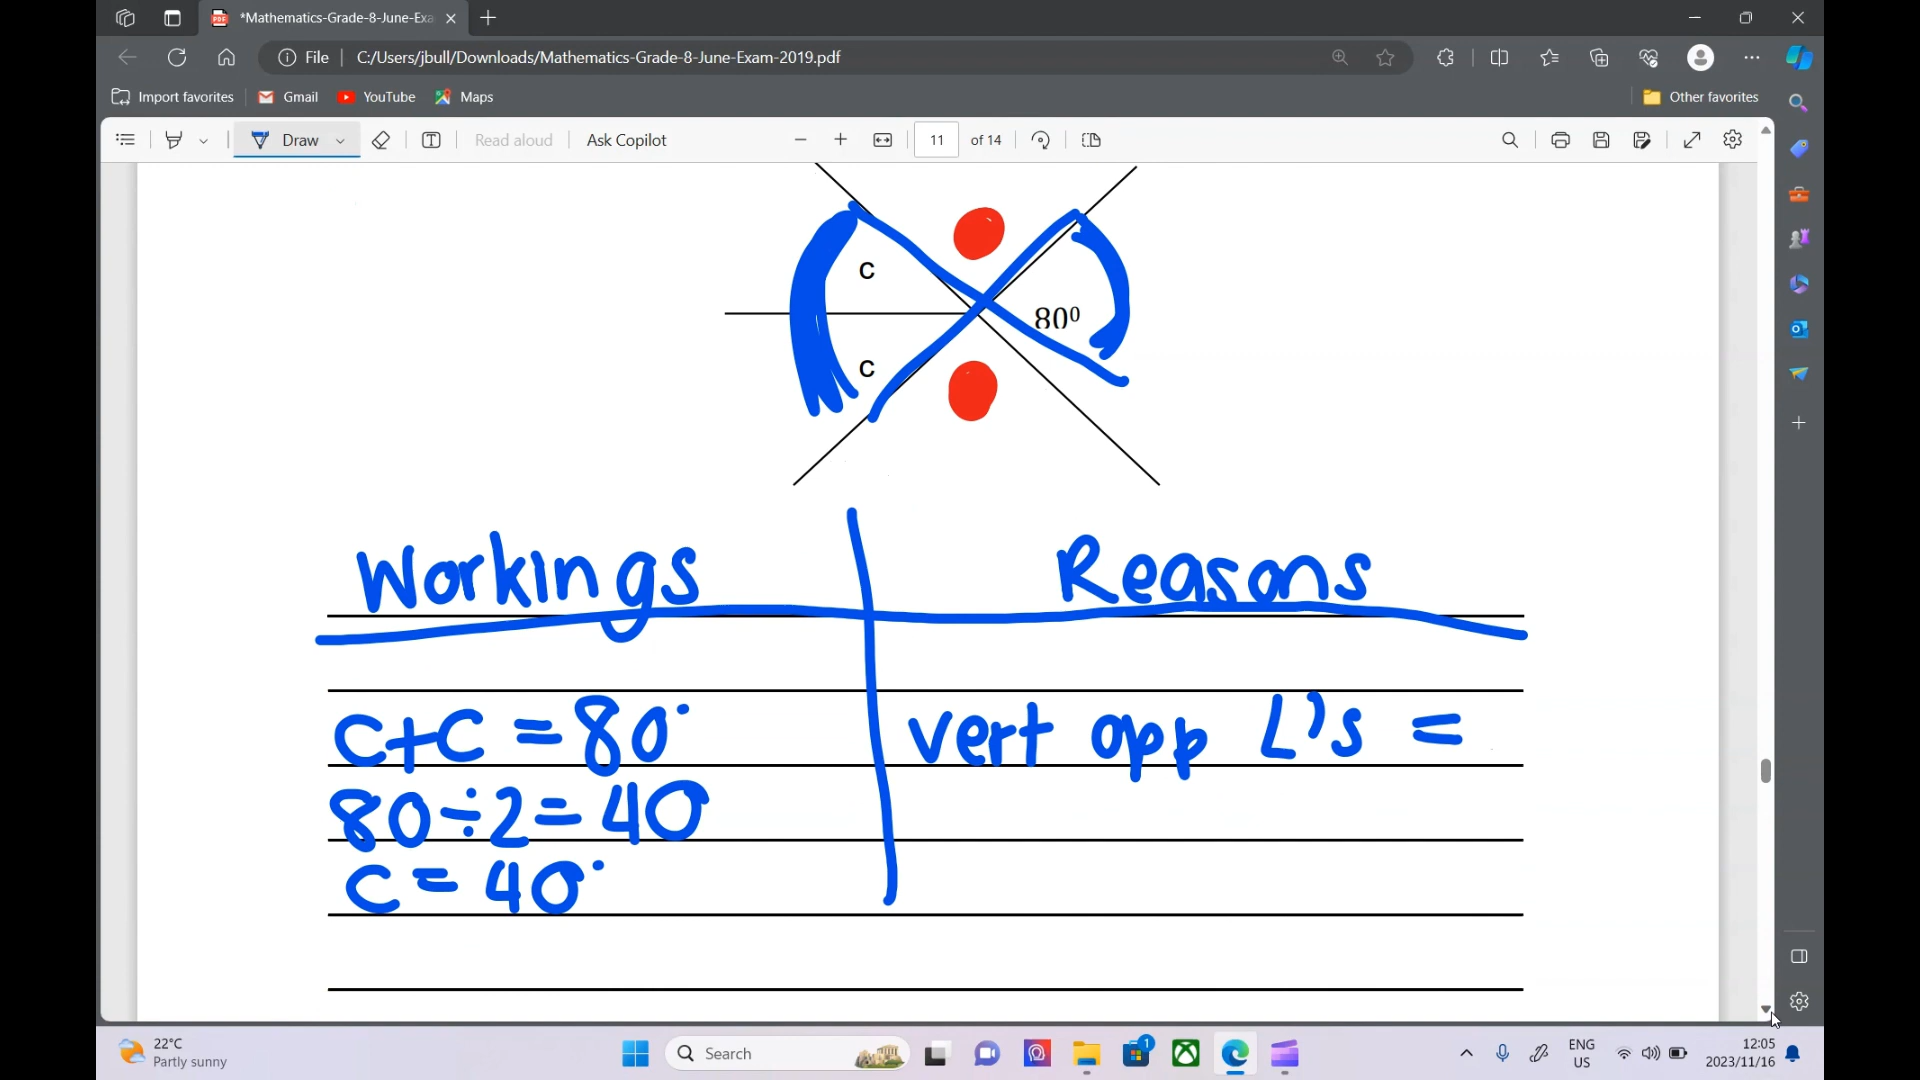 *Mathematics-Grade-8-June-Exa
File C:/Users/jbull/Downloads/Mathematics-Grade-8-June-Exam-2019.pdf
Import favorites Gmail YouTube Maps Other favorites
Draw Read aloud Ask Copilot 11 of 14
C
80⁰
C
Workings Reasons
C+C = 80° vert opp L's =
80÷2=40
C = 40°
22°C
Partly sunny
Search
1
ENG
US
12:05
2023/11/16